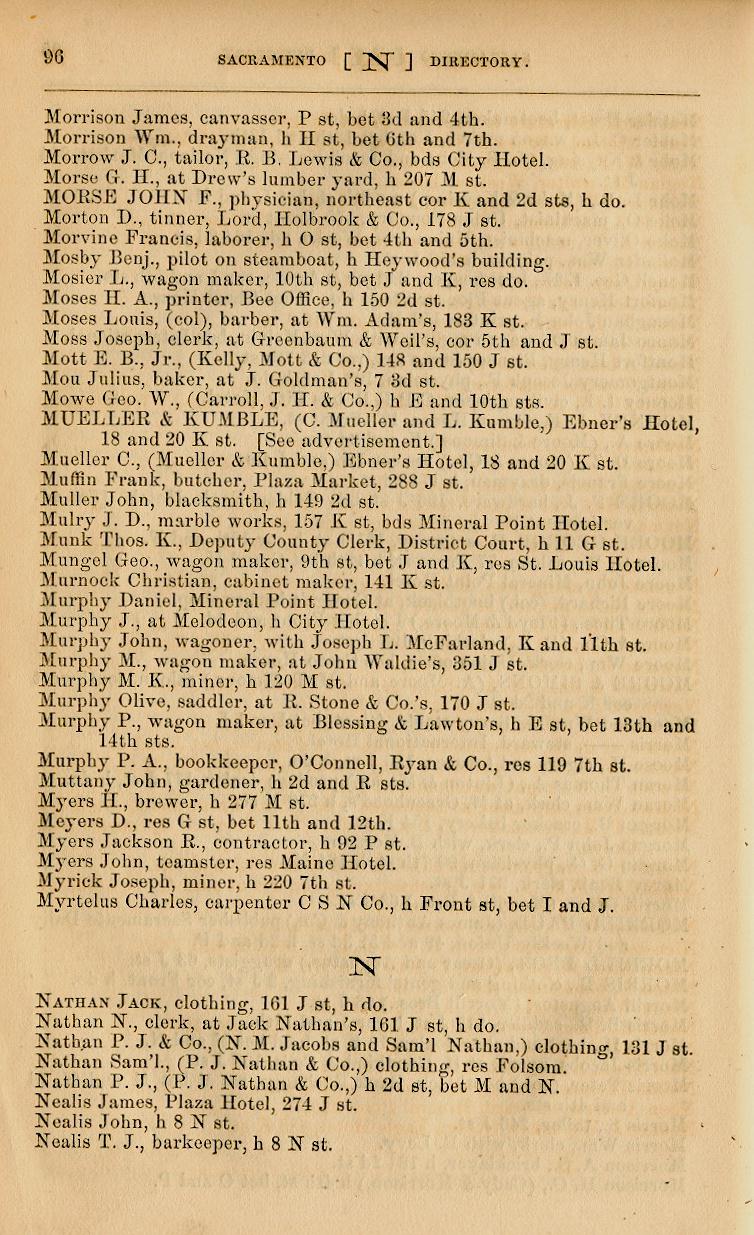 96 SACRAMENTO [ N ] DIRECTORY.
Morrison James, canvasser, P st, bet 3d and 4th.
Morrison Wm., drayman, h H st, bet 6th and 7th.
Morrow J. C., tailor, R. B. Lewis & Co., bds City Hotel.
Morse G. H., at Drew's lumber yard, h 207 M st.
MORSE JOHN F., physician, northeast cor K and 2d sts, h do.
Morton D., tinner, Lord, Holbrook & Co., 178 J st.
Morvine Francis, laborer, h O st, bet 4th and 5th.
Mosby Benj., pilot on steamboat, h Heywood's building.
Mosier L., wagon maker, 10th st, bet J and K, res do.
Moses H. A., printer, Bee Office, h 150 2d st.
Moses Louis, (col), barber, at Wm. Adam's, 183 K st.
Moss Joseph, clerk, at Greenbaum & Weil's, cor 5th and J st.
Mott E. B., Jr., (Kelly, Mott & Co.,) 148 and 150 J st.
Mou Julius, baker, at J. Goldman's, 7 3d st.
Mowe Geo. W., (Carroll, J. H. & Co.,) h E and 10th sts.
MUELLER & KUMBLE, (C. Mueller and L. Kumble,) Ebner's Hotel,
18 and 20 K st. [See advertisement.]
Mueller C., (Mueller & Kumble,) Ebner's Hotel, 18 and 20 K st.
Muffin Frank, butcher, Plaza Market, 288 J st.
Muller John, blacksmith, h 149 2d st.
Mulry J. D., marble works, 157 K st, bds Mineral Point Hotel.
Munk Thos. K., Deputy County Clerk, District Court, h 11 G st.
Mungel Geo., wagon maker, 9th st, bet J and K, res St. Louis Hotel.
Murnock Christian, cabinet maker, 141 K st.
Murphy Daniel, Mineral Point Hotel.
Murphy J., at Melodeon, h City Hotel.
Murphy John, wagoner, with Joseph L. McFarland, K and 11th st.
Murphy M., wagon maker, at John Waldie's, 351 J st.
Murphy M. K., miner, h 120 M st.
Murphy Olive, saddler, at R. Stone & Co.'s, 170 J st.
Murphy P., wagon maker, at Blessing & Lawton's, h E st, bet 13th and
14th sts.
Murphy P. A., bookkeeper, O'Connell, Ryan & Co., res 119 7th st.
Muttany John, gardener, h 2d and R sts.
Myers H., brewer, h 277 M st.
Meyers D., res G st, bet 11th and 12th.
Myers Jackson R., contractor, h 92 P st.
Myers John, teamster, res Maine Hotel.
Myrick Joseph, miner, h 220 7th st.
Myrtelus Charles, carpenter C S N Co., h Front st, bet I and J.
N
NATHAN JACK, clothing, 161 J st, h do.
Nathan N., clerk, at Jack Nathan's, 161 J st, h do.
Nathan P. J. & Co., (N. M. Jacobs and Sam'l Nathan,) clothing, 131 J st.
Nathan Sam'l., (P. J. Nathan & Co.,) clothing, res Folsom.
Nathan P. J., (P. J. Nathan & Co.,) h 2d st, bet M and N.
Nealis James, Plaza Hotel, 274 J st.
Nealis John, h 8 N st.
Nealis T. J., barkeeper, h 8 N st.